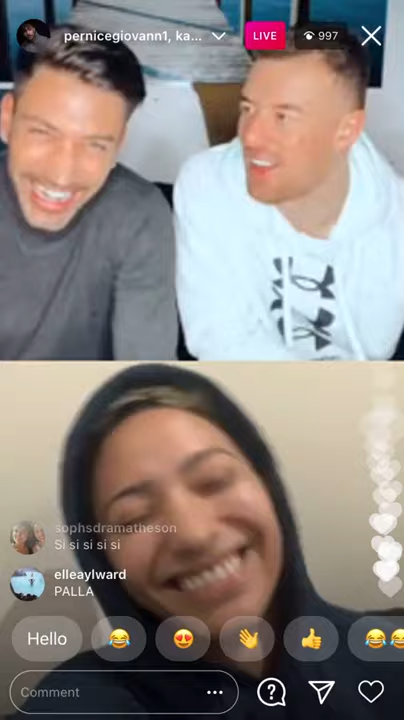 pernicegiovann1, ka...
LIVE
997
sophsdramatheson
Si si si si si
elleaylward
PALLA
Hello
Comment